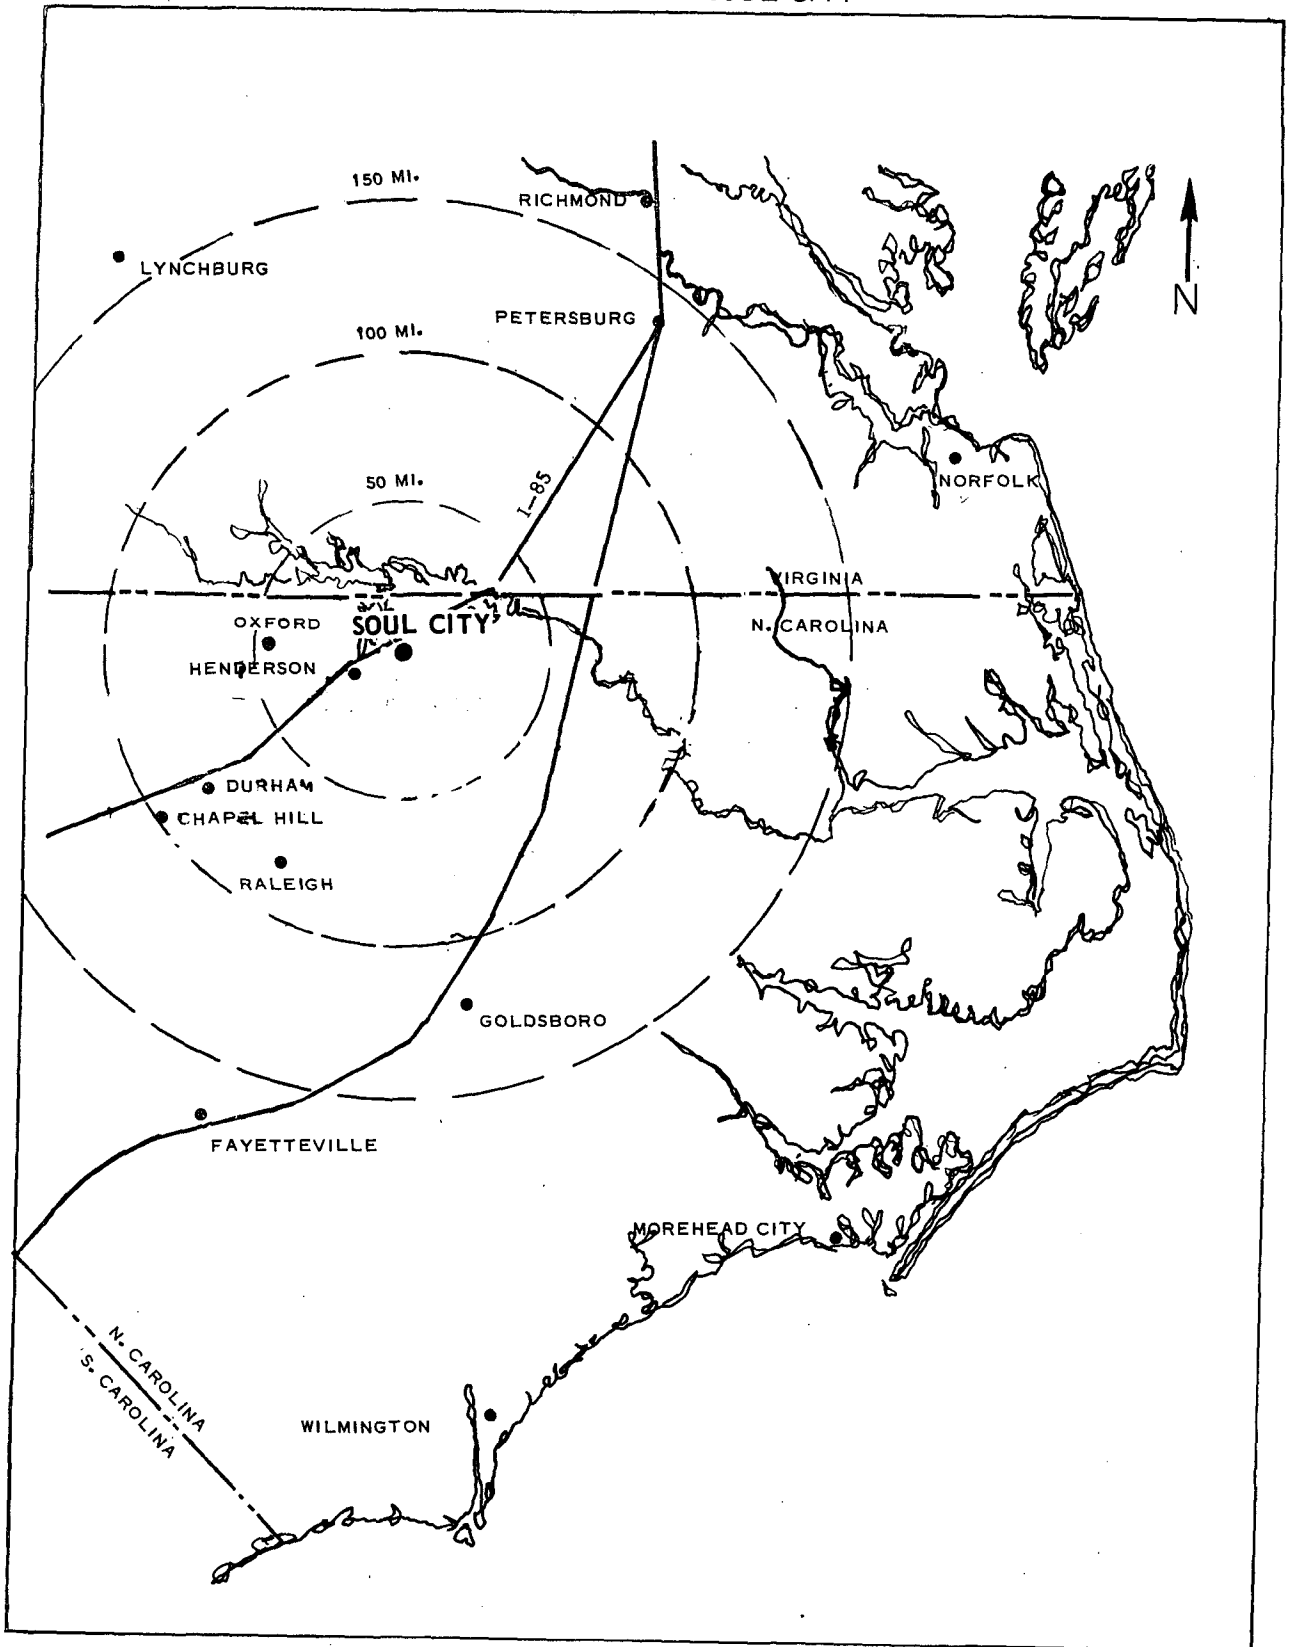 150 MI.
RICHMOND
LYNCHBURG
N
PETERSBURG
100 MI.
50 MI.
I-85
NORFOLK
VIRGINIA
N. CAROLINA
OXFORD
SOUL CITY
HENDERSON
DURHAM
CHAPEL HILL
RALEIGH
GOLDSBORO
FAYETTEVILLE
MOREHEAD CITY
N. CAROLINA
S. CAROLINA
WILMINGTON